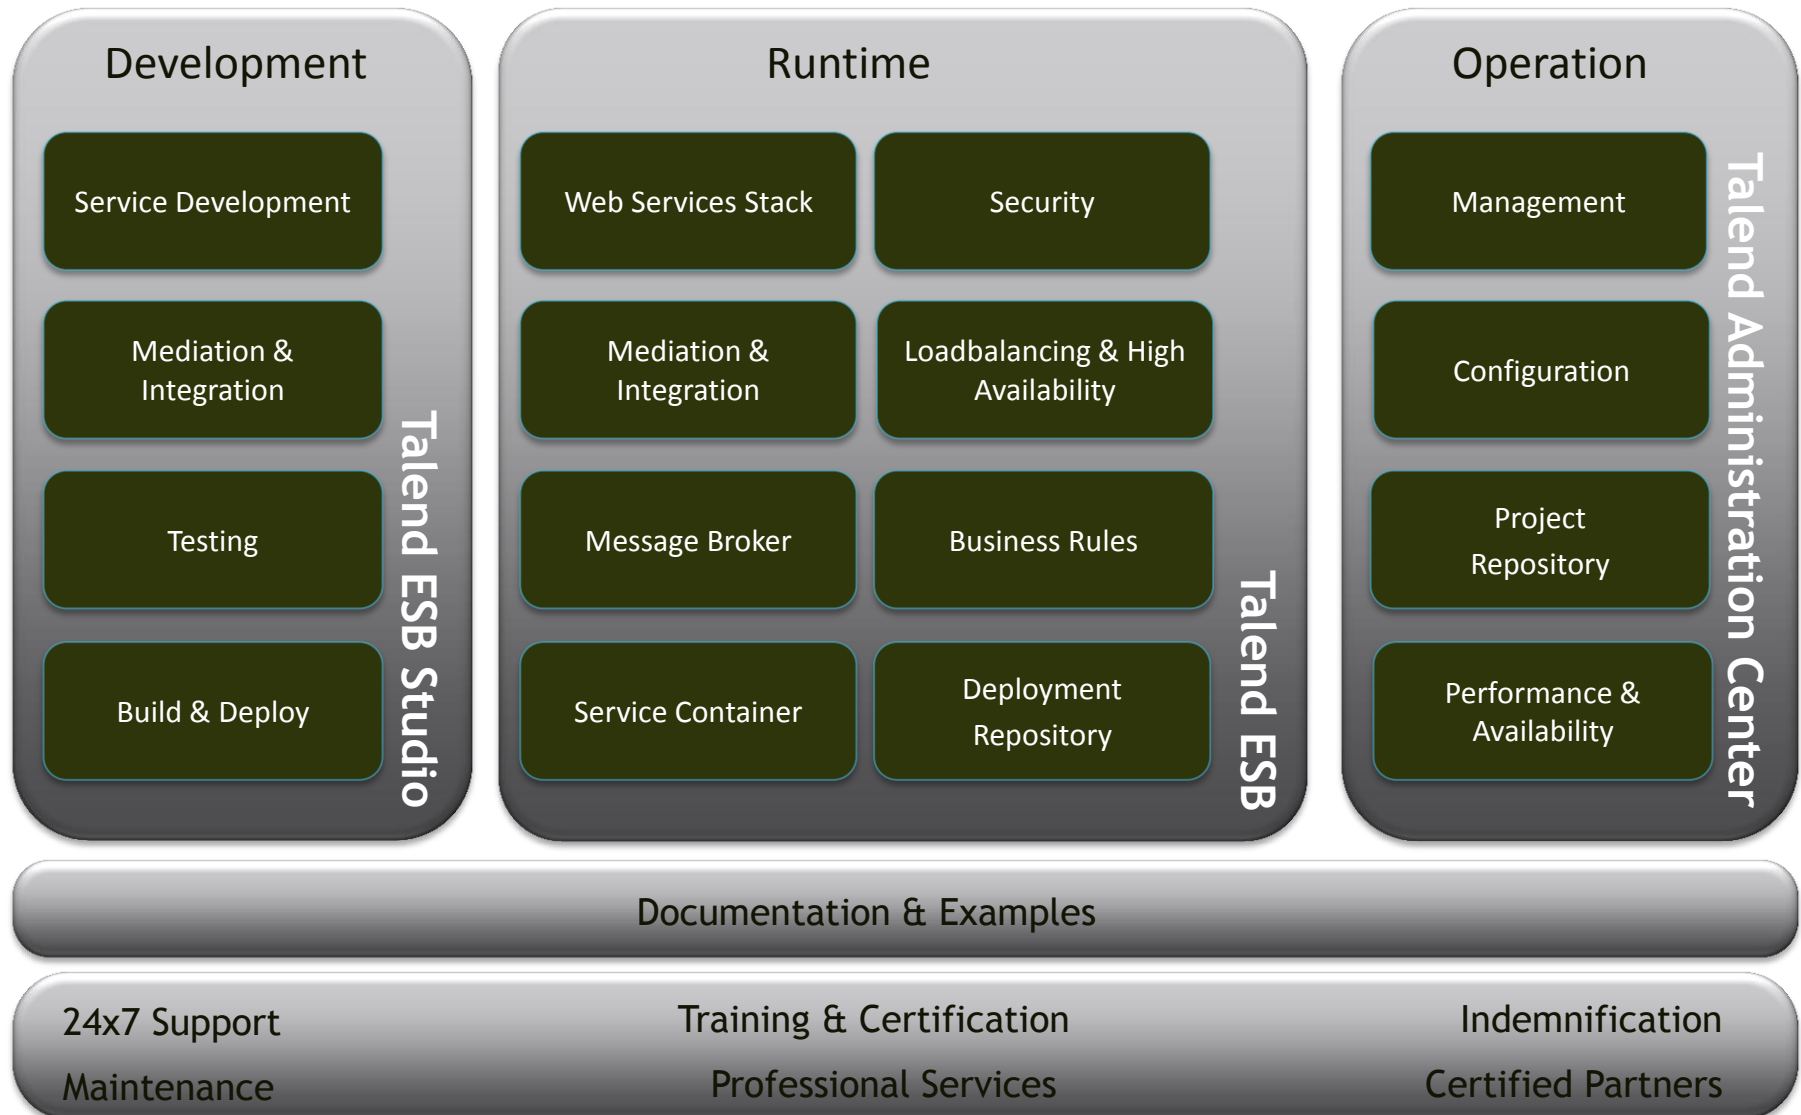 Development
Service Development
Mediation &
Integration
Testing
Build & Deploy
Talend ESB Studio
Runtime
Web Services Stack
Security
Mediation &
Integration
Loadbalancing & High
Availability
Message Broker
Business Rules
Service Container
Deployment
Repository
Talend ESB
Operation
Management
Configuration
Project
Repository
Performance &
Availability
Talend Administration Center
Documentation & Examples
24x7 Support
Training & Certification
Indemnification
Maintenance
Professional Services
Certified Partners